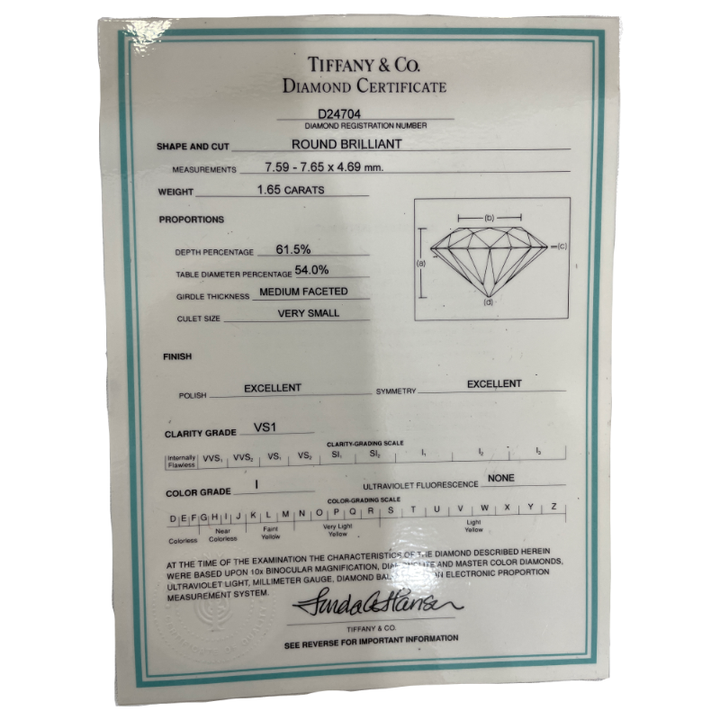 TIFFANY & CO.
DIAMOND CERTIFICATE
D24704
DIAMOND REGISTRATION NUMBER
SHAPE AND CUT ROUND BRILLIANT
MEASUREMENTS 7.59 - 7.65 x 4.69 mm.
WEIGHT 1.65 CARATS
PROPORTIONS
(b)
(c)
(a)
(d)
DEPTH PERCENTAGE 61.5%
TABLE DIAMETER PERCENTAGE 54.0%
GIRDLE THICKNESS MEDIUM FACETED
CULET SIZE VERY SMALL
FINISH
POLISH EXCELLENT SYMMETRY EXCELLENT
CLARITY GRADE VS1
CLARITY-GRADING SCALE
Internally Flawless VVS1 VVS2 VS1 VS2 SI1 SI2 I1 I2 I3
COLOR GRADE I ULTRAVIOLET FLUORESCENCE NONE
COLOR-GRADING SCALE
D E F G H I J K L M N O P Q R S T U V W X Y Z
Colorless Near Colorless Faint Yellow Very Light Yellow Light Yellow
AT THE TIME OF THE EXAMINATION THE CHARACTERISTICS OF THE DIAMOND DESCRIBED HEREIN
WERE BASED UPON 10x BINOCULAR MAGNIFICATION, AND MASTER COLOR DIAMONDS,
ULTRAVIOLET LIGHT, MILLIMETER GAUGE, DIAMOND ELECTRONIC PROPORTION
MEASUREMENT SYSTEM.
TIFFANY & CO.
SEE REVERSE FOR IMPORTANT INFORMATION